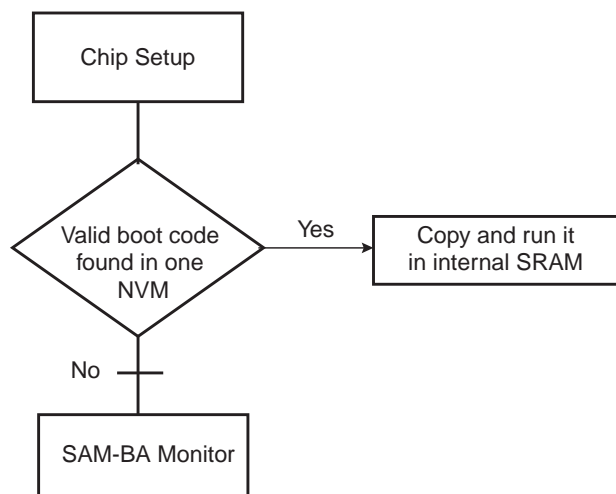 Chip Setup
Valid boot code
found in one
NVM
Yes
Copy and run it
in internal SRAM
No
SAM-BA Monitor